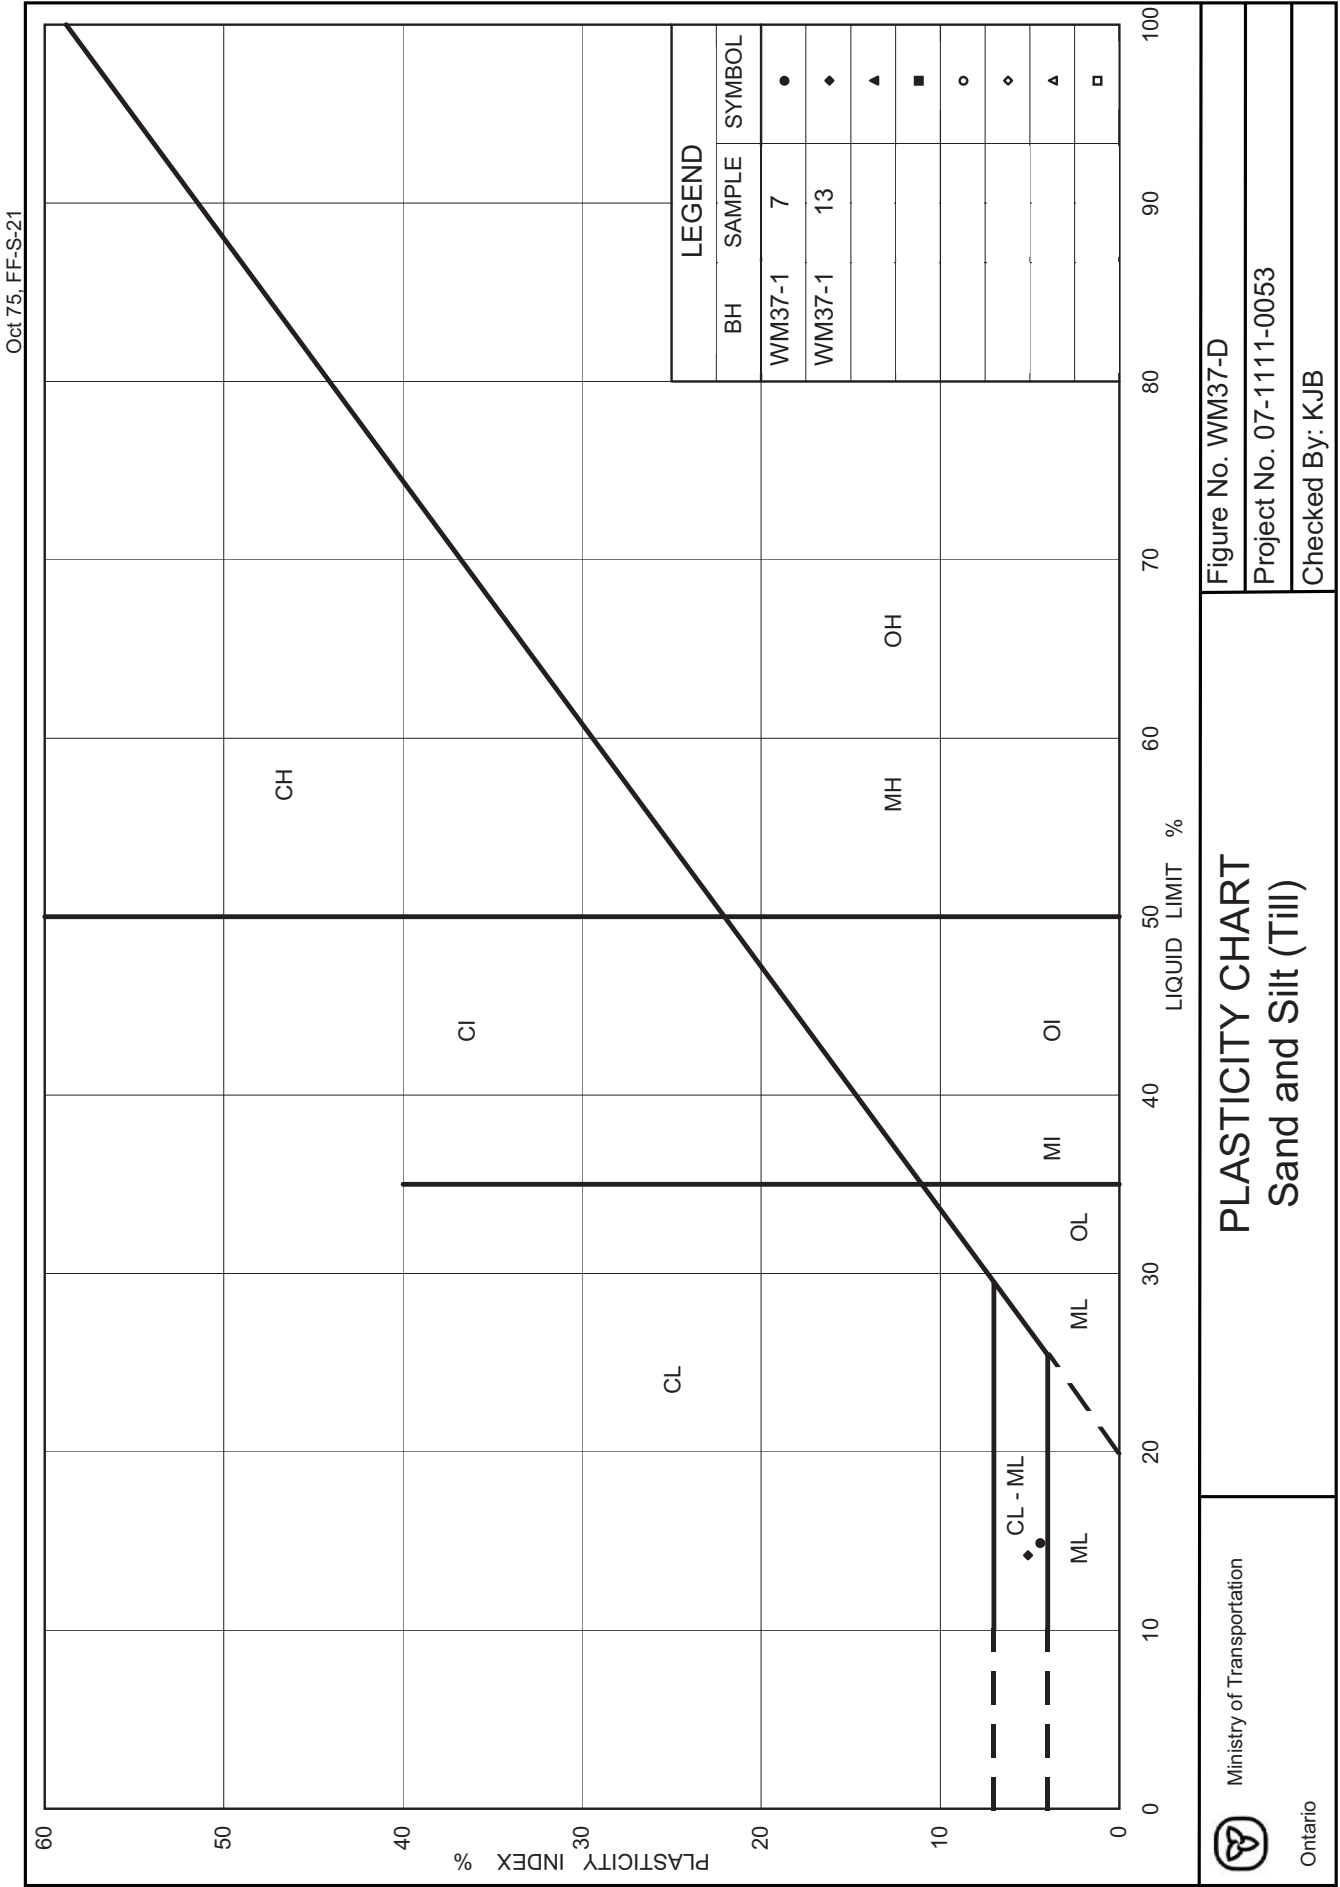 Oct 75, FF-S-21
60
50
40
30
20
10
0
PLASTICITY INDEX %
CH
CI
CL
CL - ML
ML
ML
OL
MI
OI
MH
OH
LEGEND
BH SAMPLE SYMBOL
WM37-1 7
WM37-1 13
0 10 20 30 40 50 60 70 80 90 100
LIQUID LIMIT %
Ministry of Transportation
Ontario
PLASTICITY CHART
Sand and Silt (Till)
Figure No. WM37-D
Project No. 07-1111-0053
Checked By: KJB